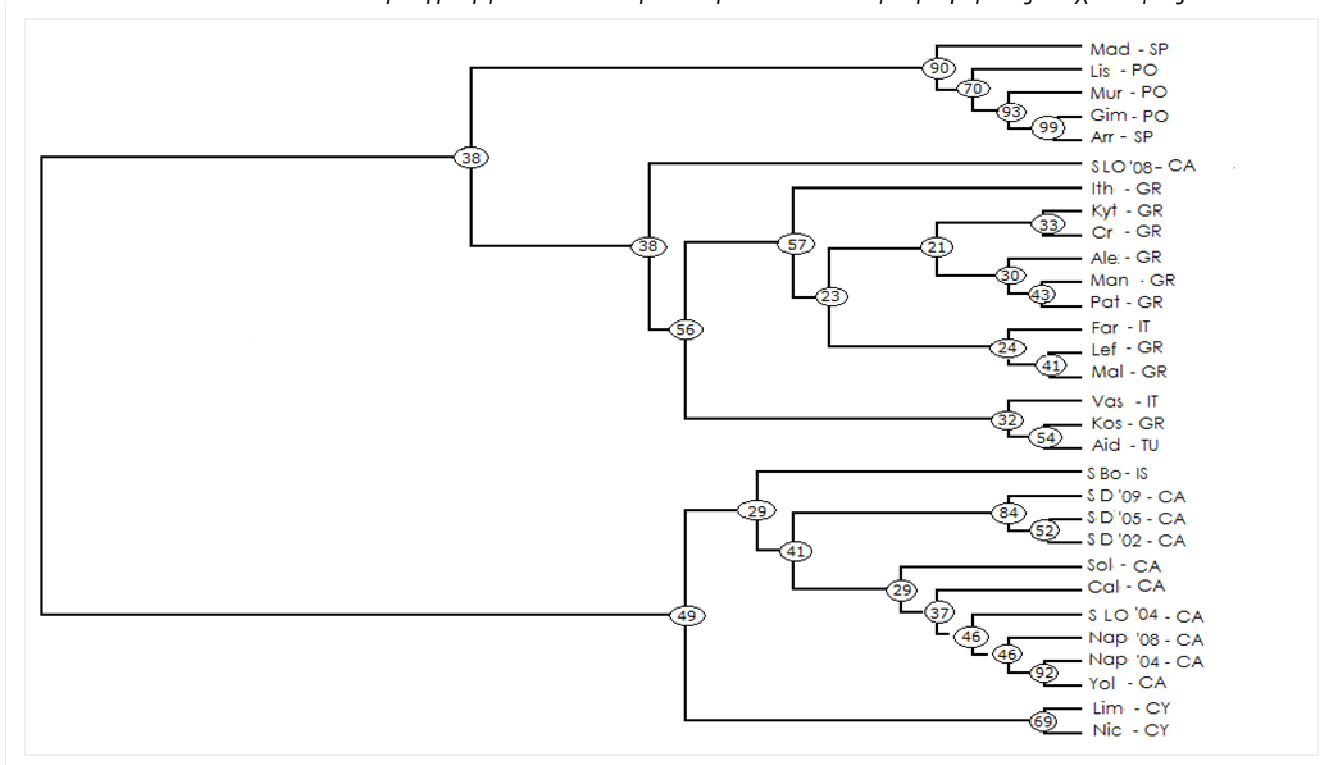 Mad - SP
90
Lis - PO
70
Mur - PO
93
Gim - PO
99
Arr - SP
38
SLO '08 - CA
Ith - GR
Kyt - GR
33
Cr - GR
57
38
21
Ale - GR
30
Man - GR
43
23
Pat - GR
56
Far - IT
24
Lef - GR
41
Mal - GR
Vas - IT
32
Kos - GR
54
Aid - TU
S Bo - IS
S D '09 - CA
29
84
S D '05 - CA
52
S D '02 - CA
41
Sol - CA
29
Cal - CA
37
49
S LO '04 - CA
46
Nap '08 - CA
46
Nap '04 - CA
92
Yol - CA
Lim - CY
69
Nic - CY